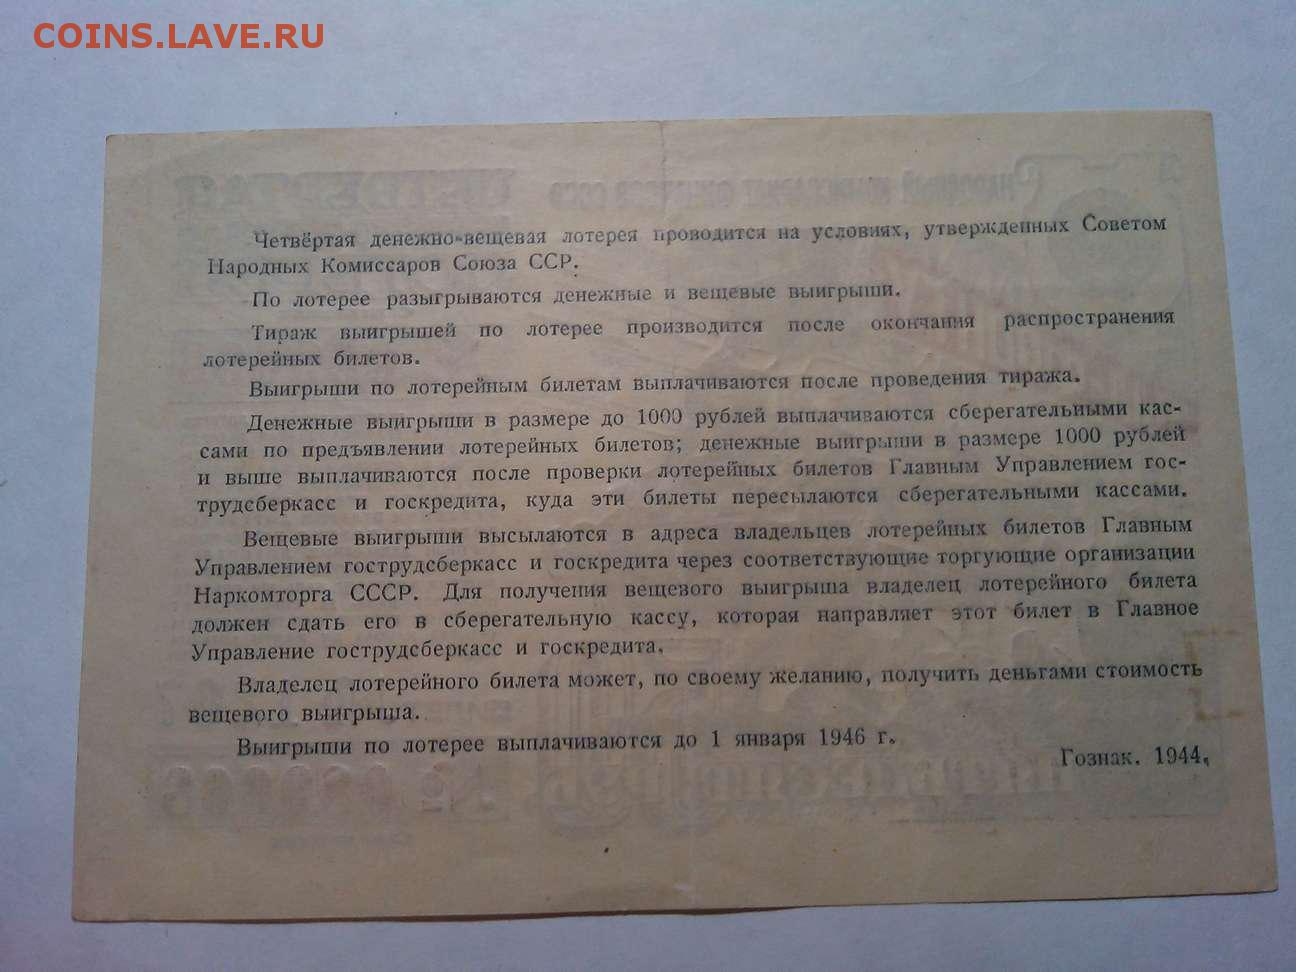 COINS.LAVE.RU
Четвёртая денежно-вещевая лотерея проводится на условиях, утвержденных Советом
Народных Комиссаров Союза ССР.
По лотерее разыгрываются денежные и вещевые выигрыши.
Тираж выигрышей по лотерее производится после окончания распространения
лотерейных билетов.
Выигрыши по лотерейным билетам выплачиваются после проведения тиража.
Денежные выигрыши в размере до 1000 рублей выплачиваются сберегательными кас-
сами по предъявлении лотерейных билетов; денежные выигрыши в размере 1000 рублей
и выше выплачиваются после проверки лотерейных билетов Главным Управлением гос-
трудсберкасс и госкредита, куда эти билеты пересылаются сберегательными кассами.
Вещевые выигрыши высылаются в адреса владельцев лотерейных билетов Главным
Управлением гострудсберкасс и госкредита через соответствующие торгующие организации
Наркомторга СССР. Для получения вещевого выигрыша владелец лотерейного билета
должен сдать его в сберегательную кассу, которая направляет этот билет в Главное
Управление гострудсберкасс и госкредита.
Владелец лотерейного билета может, по своему желанию, получить деньгами стоимость
вещевого выигрыша.
Выигрыши по лотерее выплачиваются до 1 января 1946 г.
Гознак. 1944.